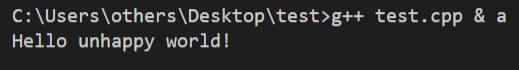 C:\Users\others\Desktop\test>g++ test.cpp & a
Hello unhappy world!